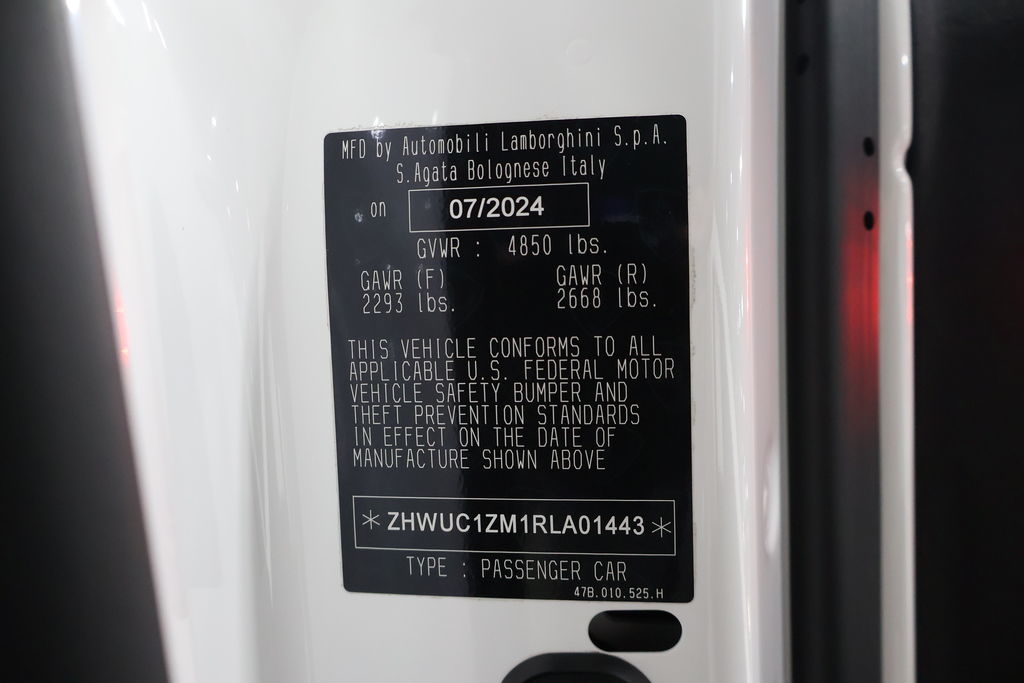 MFD by Automobili Lamborghini S.p.A.
S.Agata Bolognese Italy
on 07/2024
GVWR : 4850 lbs.
GAWR (F) GAWR (R)
2293 lbs. 2668 lbs.
THIS VEHICLE CONFORMS TO ALL
APPLICABLE U.S. FEDERAL MOTOR
VEHICLE SAFETY BUMPER AND
THEFT PREVENTION STANDARDS
IN EFFECT ON THE DATE OF
MANUFACTURE SHOWN ABOVE
*ZHWUC1ZM1RLA01443*
TYPE : PASSENGER CAR
47B.010.525.H